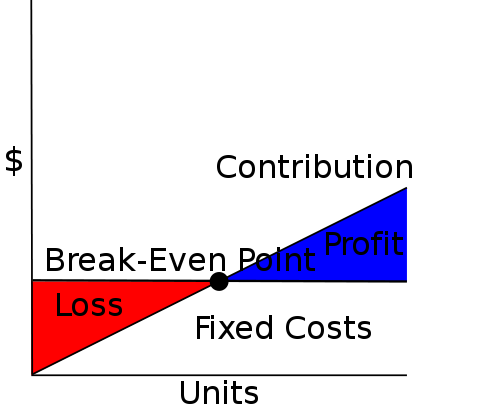 $
Contribution
Profit
Break-Even Point
Loss
Fixed Costs
Units